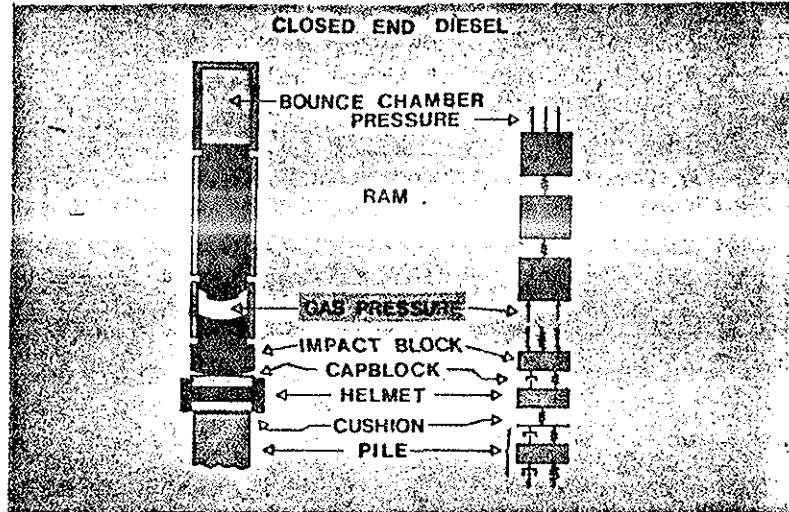 CLOSED END DIESEL
BOUNCE CHAMBER
PRESSURE
RAM
GAS PRESSURE
IMPACT BLOCK
CAPBLOCK
HELMET
CUSHION
PILE